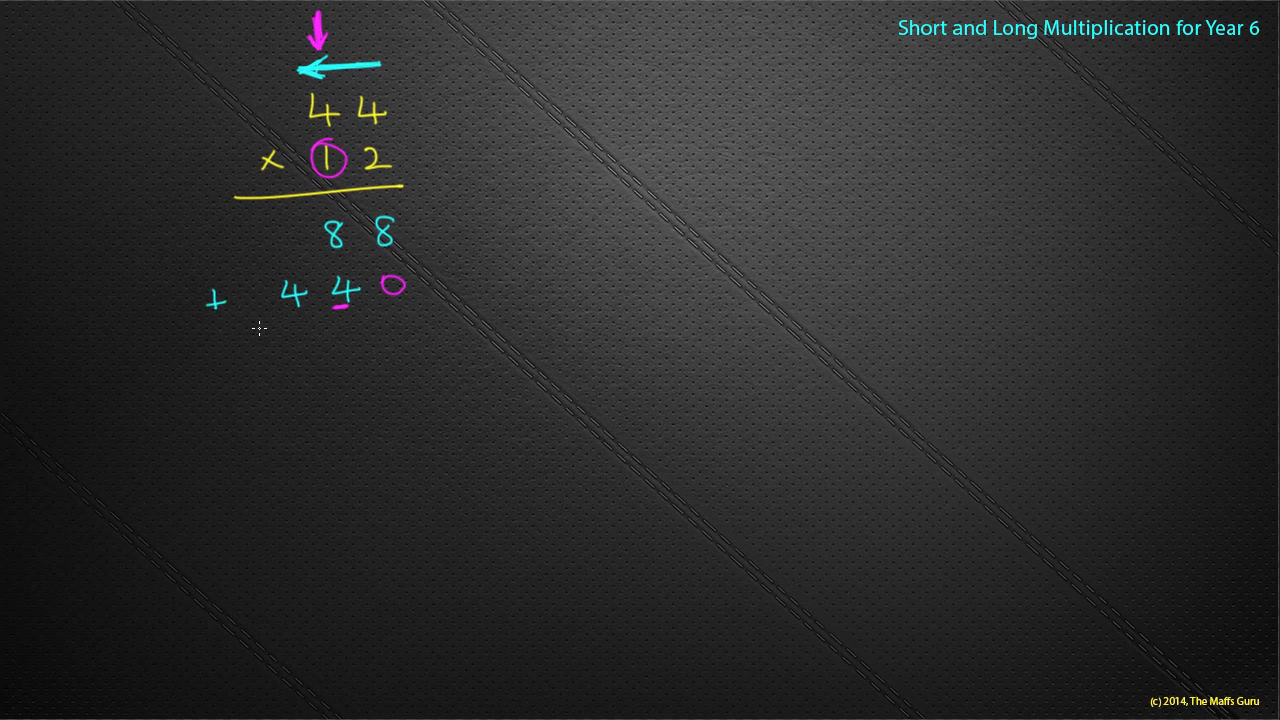 Short and Long Multiplication for Year 6
4 4
× 1 2
8 8
+ 4 4 0
(c) 2014, The Maffs Guru